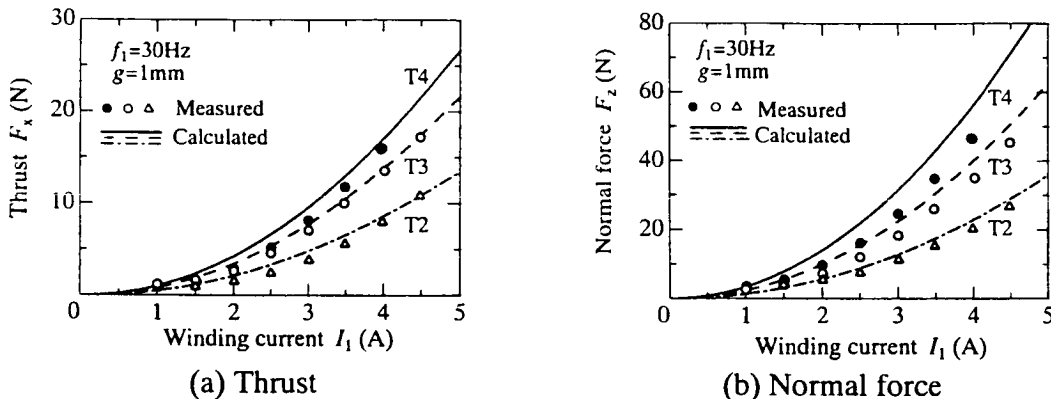 30
20
10
0
Thrust Fx (N)
f1=30Hz
g=1mm
● ○ △ Measured
Calculated
T4
T3
T2
1 2 3 4 5
Winding current I1 (A)
(a) Thrust
80
60
40
20
0
Normal force Fz (N)
f1=30Hz
g=1mm
● ○ △ Measured
Calculated
T4
T3
T2
1 2 3 4 5
Winding current I1 (A)
(b) Normal force